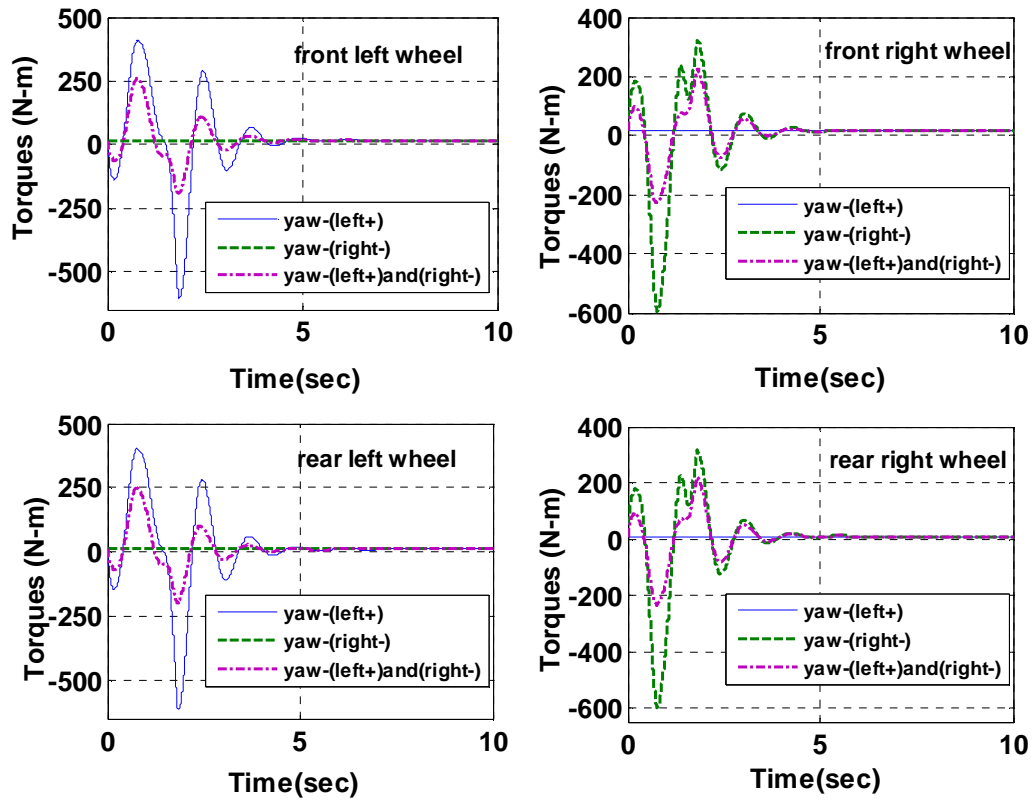 500
250
0
-250
-500
Torques (N-m)
front left wheel
yaw-(left+)
yaw-(right-)
yaw-(left+)and(right-)
0
5
10
Time(sec)
400
200
0
-200
-400
-600
Torques (N-m)
front right wheel
yaw-(left+)
yaw-(right-)
yaw-(left+)and(right-)
0
5
10
Time(sec)
500
250
0
-250
-500
Torques (N-m)
rear left wheel
yaw-(left+)
yaw-(right-)
yaw-(left+)and(right-)
0
5
10
Time(sec)
400
200
0
-200
-400
-600
Torques (N-m)
rear right wheel
yaw-(left+)
yaw-(right-)
yaw-(left+)and(right-)
0
5
10
Time(sec)